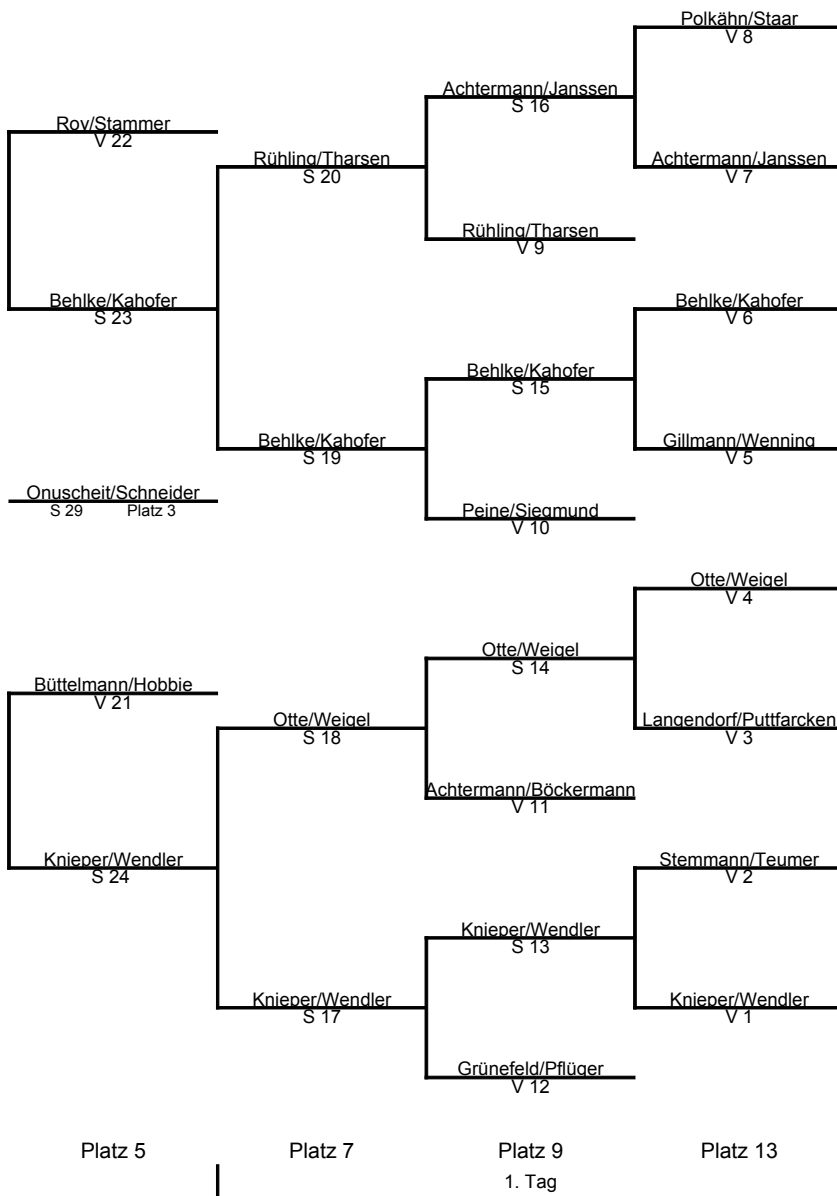 Polkähn/Staar
V 8
Achtermann/Janssen
S 16
Rov/Stammer
V 22
Rühling/Tharsen
S 20
Achtermann/Janssen
V 7
Rühling/Tharsen
V 9
Behlke/Kahofer
S 23
Behlke/Kahofer
V 6
Behlke/Kahofer
S 15
Behlke/Kahofer
S 19
Gillmann/Wenning
V 5
Onuscheit/Schneider
S 29 Platz 3
Peine/Siegmund
V 10
Otte/Weigel
V 4
Otte/Weigel
S 14
Büttelmann/Hobbie
V 21
Otte/Weigel
S 18
Langendorf/Puttfarcken
V 3
Achtermann/Böckermann
V 11
Knieper/Wendler
S 24
Stemmann/Teumer
V 2
Knieper/Wendler
S 13
Knieper/Wendler
S 17
Knieper/Wendler
V 1
Grünefeld/Pflüger
V 12
Platz 5 Platz 7 Platz 9 Platz 13
1. Tag